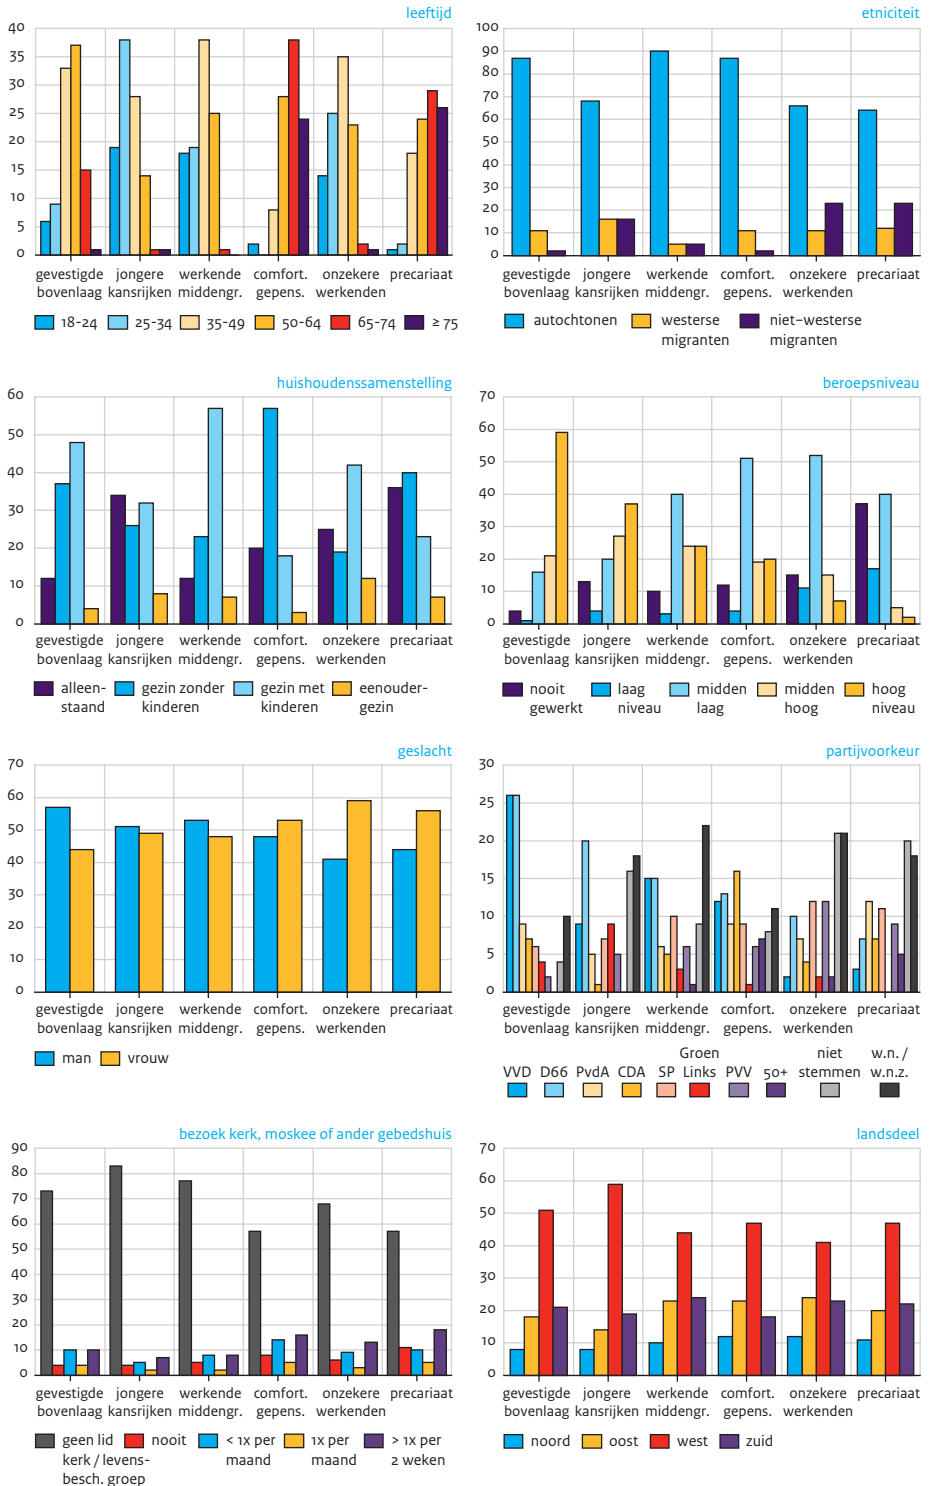 leeftijd
40
35
30
25
20
15
10
5
0
gevestigde jongere werkende comfort. onzekere precariaat
bovenlaag kansrijken middengr. gepens. werkenden
18-24 25-34 35-49 50-64 65-74 ≥ 75
etniciteit
100
90
80
70
60
50
40
30
20
10
0
gevestigde jongere werkende comfort. onzekere precariaat
bovenlaag kansrijken middengr. gepens. werkenden
autochtonen westerse niet–westerse
migranten migranten
huishoudenssamenstelling
60
50
40
30
20
10
0
gevestigde jongere werkende comfort. onzekere precariaat
bovenlaag kansrijken middengr. gepens. werkenden
alleen- gezin zonder gezin met eenouder-
staand kinderen kinderen gezin
beroepsniveau
70
60
50
40
30
20
10
0
gevestigde jongere werkende comfort. onzekere precariaat
bovenlaag kansrijken middengr. gepens. werkenden
nooit laag midden midden hoog
gewerkt niveau laag hoog niveau
geslacht
70
60
50
40
30
20
10
0
gevestigde jongere werkende comfort. onzekere precariaat
bovenlaag kansrijken middengr. gepens. werkenden
man vrouw
partijvoorkeur
30
25
20
15
10
5
0
gevestigde jongere werkende comfort. onzekere precariaat
bovenlaag kansrijken middengr. gepens. werkenden
Groen niet w.n. /
VVD D66 PvdA CDA SP Links PVV 50+ stemmen w.n.z.
bezoek kerk, moskee of ander gebedshuis
90
80
70
60
50
40
30
20
10
0
gevestigde jongere werkende comfort. onzekere precariaat
bovenlaag kansrijken middengr. gepens. werkenden
geen lid nooit < 1x per 1x per > 1x per
kerk / levens- maand maand 2 weken
besch. groep
landsdeel
70
60
50
40
30
20
10
0
gevestigde jongere werkende comfort. onzekere precariaat
bovenlaag kansrijken middengr. gepens. werkenden
noord oost west zuid